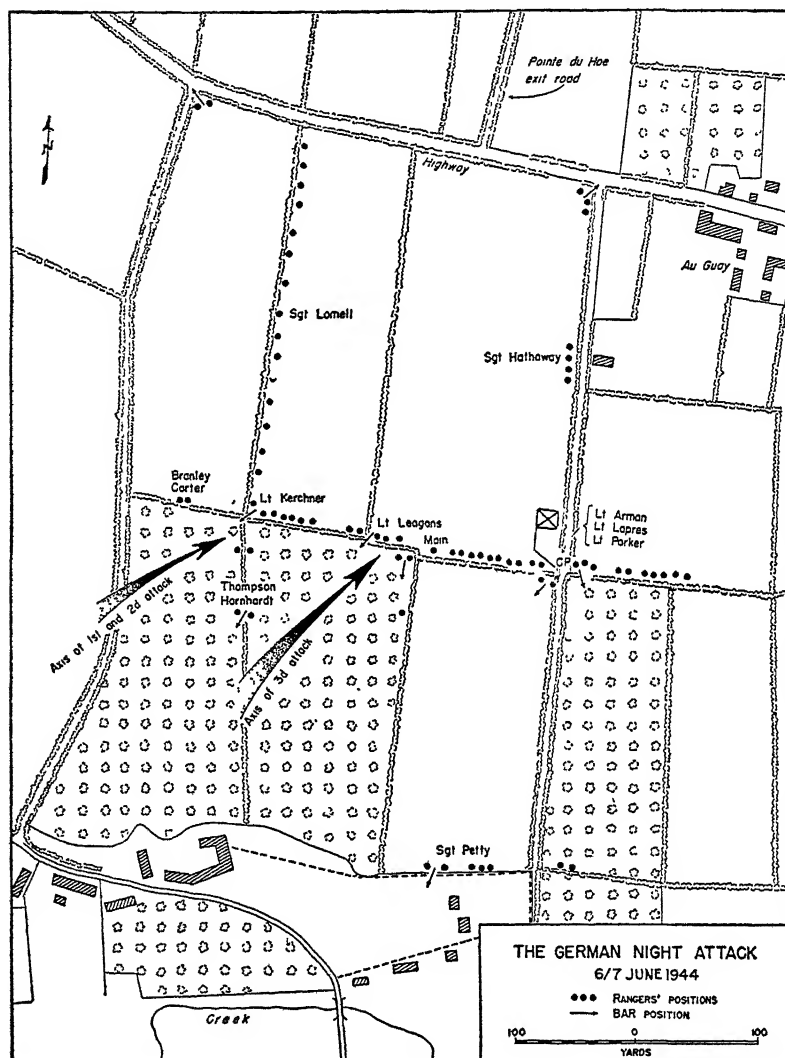 Pointe du Hoe
exit road
N
Highway
Au Guay
Sgt Lomell
Sgt Hathaway
Branley
Carter
Lt Kerchner
Lt Leagans
Main
CP
Lt Arman
Lt Lapres
Lt Parker
Thompson
Hornhardt
Axis of 1st and 2d attack
Axis of 3d attack
Sgt Petty
Creek
THE GERMAN NIGHT ATTACK
6/7 JUNE 1944
RANGERS' POSITIONS
BAR POSITION
100 0 100
YARDS